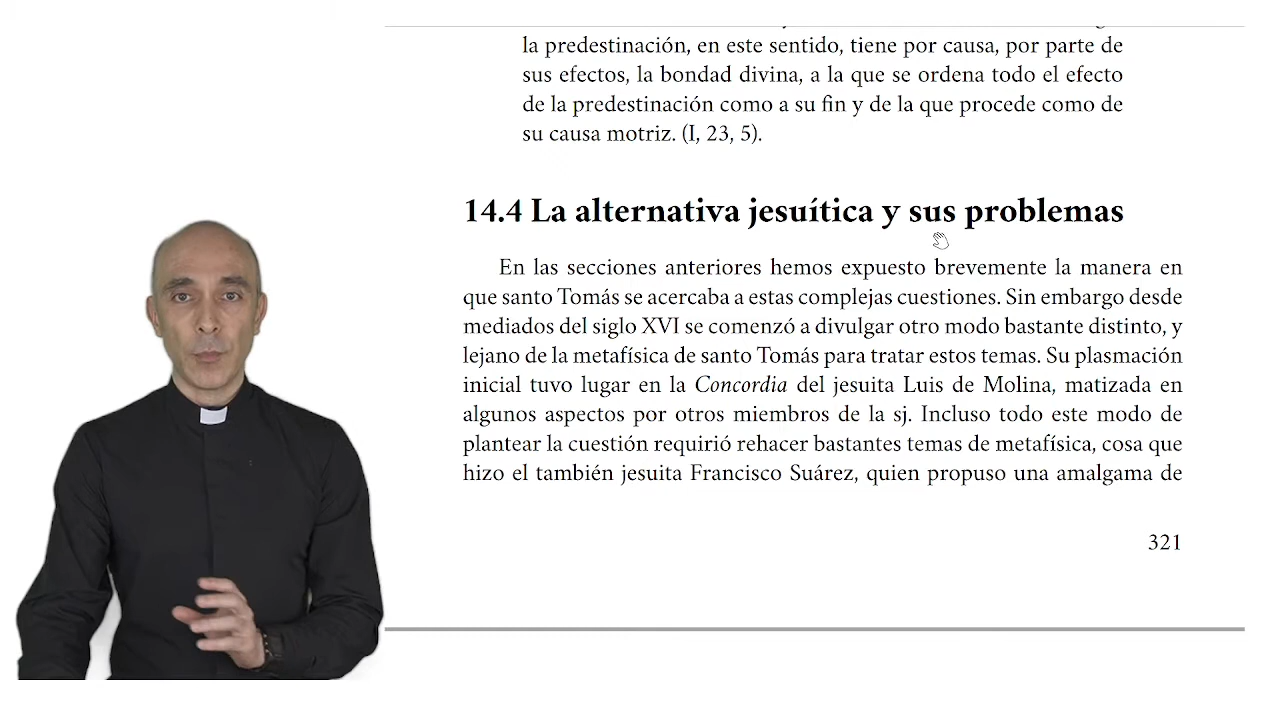 la predestinación, en este sentido, tiene por causa, por parte de
sus efectos, la bondad divina, a la que se ordena todo el efecto
de la predestinación como a su fin y de la que procede como de
su causa motriz. (I, 23, 5).
14.4 La alternativa jesuítica y sus problemas
En las secciones anteriores hemos expuesto brevemente la manera en
que santo Tomás se acercaba a estas complejas cuestiones. Sin embargo desde
mediados del siglo XVI se comenzó a divulgar otro modo bastante distinto, y
lejano de la metafísica de santo Tomás para tratar estos temas. Su plasmación
inicial tuvo lugar en la Concordia del jesuita Luis de Molina, matizada en
algunos aspectos por otros miembros de la sj. Incluso todo este modo de
plantear la cuestión requirió rehacer bastantes temas de metafísica, cosa que
hizo el también jesuita Francisco Suárez, quien propuso una amalgama de
321